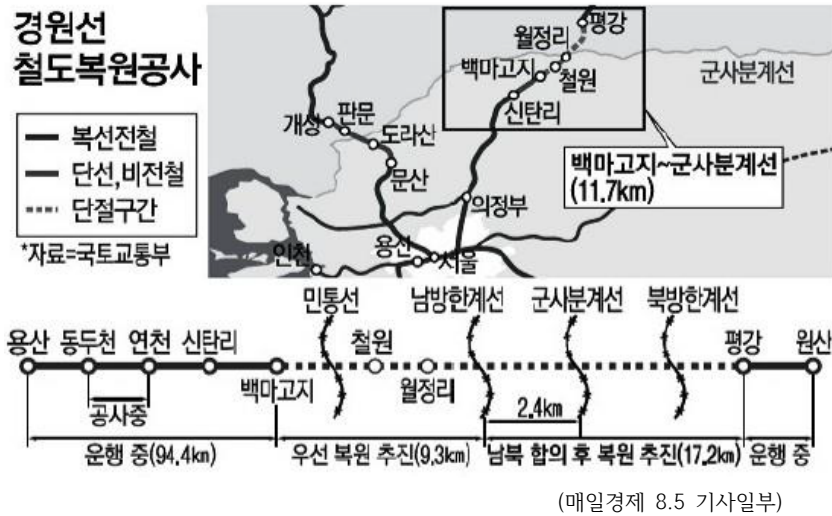 경원선
철도복원공사
복선전철
단선,비전철
단절구간
*자료=국토교통부
평강
월정리
백마고지
철원
군사분계선
신탄리
개성
판문
도라산
문산
백마고지~군사분계선
(11.7km)
의정부
용산
서울
인천
민통선 남방한계선 군사분계선 북방한계선
용산 동두천 연천 신탄리 철원 평강 원산
백마고지 월정리
공사중
2.4km
운행 중(94.4km) 우선 복원 추진(9.3km) 남북 합의 후 복원 추진(17.2km) 운행 중
(매일경제 8.5 기사일부)